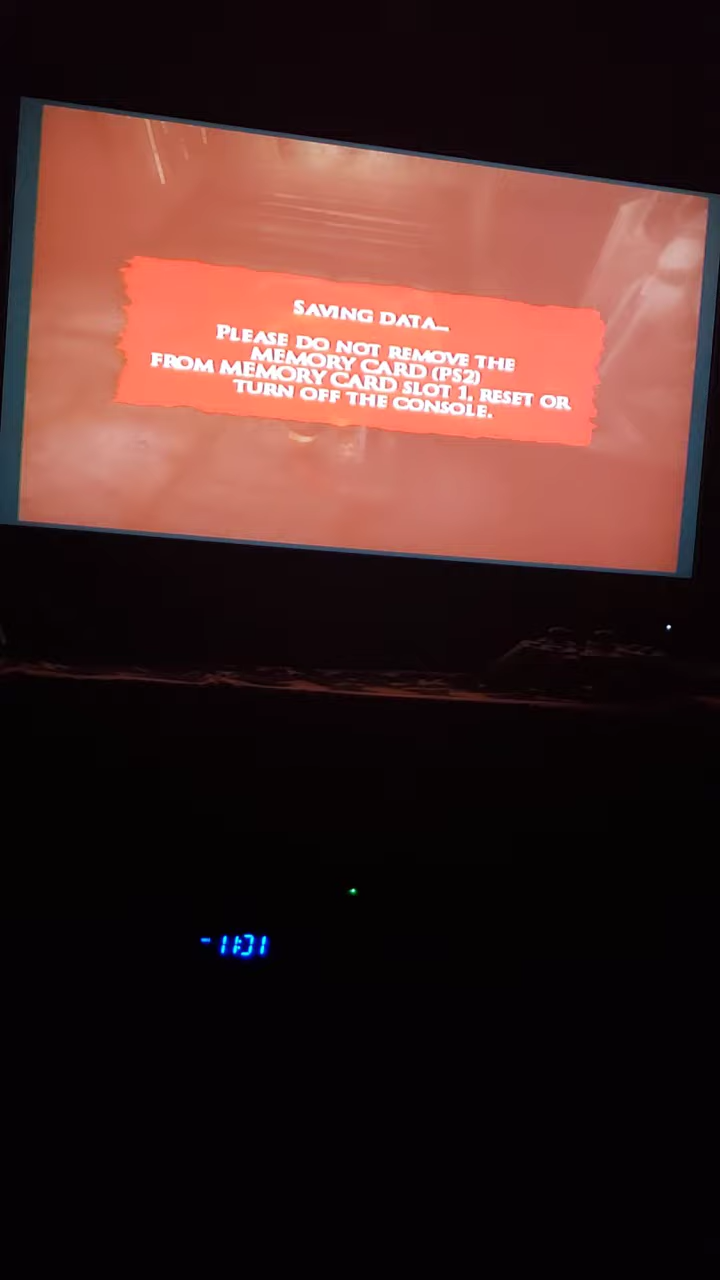 SAVING DATA...
PLEASE DO NOT REMOVE THE
MEMORY CARD (PS2)
FROM MEMORY CARD SLOT 1, RESET OR
TURN OFF THE CONSOLE.
11:31